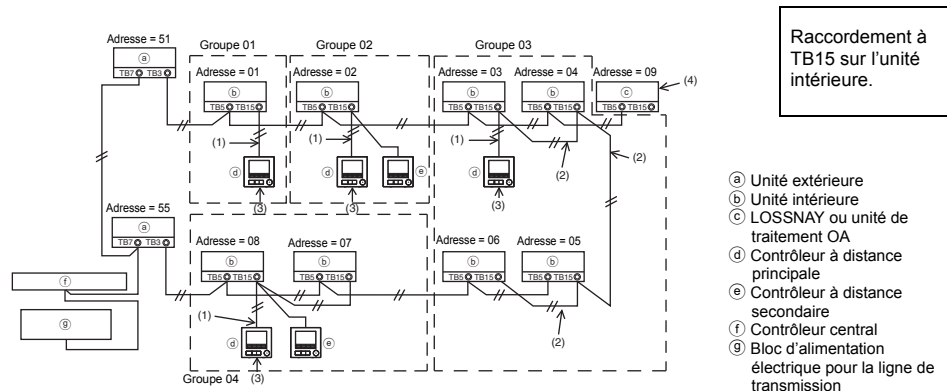 Adresse = 51
ⓐ
TB7 TB3
Groupe 01
Groupe 02
Groupe 03
Adresse = 01
Adresse = 02
Adresse = 03
Adresse = 04
Adresse = 09
(4)
ⓑ
ⓑ
ⓑ
ⓑ
ⓒ
TB5 TB15
TB5 TB15
TB5 TB15
TB5 TB15
TB5 TB15
(1)
(1)
(1)
(2)
(2)
ⓓ
ⓓ
ⓔ
ⓓ
(3)
(3)
(3)
Adresse = 55
ⓐ
TB7 TB3
Adresse = 08
Adresse = 07
Adresse = 06
Adresse = 05
ⓑ
ⓑ
ⓑ
ⓑ
TB5 TB15
TB5 TB15
TB5 TB15
TB5 TB15
ⓕ
ⓖ
(1)
(2)
ⓓ
ⓔ
Groupe 04
(3)
Raccordement à
TB15 sur l’unité
intérieure.
ⓐ Unité extérieure
ⓑ Unité intérieure
ⓒ LOSSNAY ou unité de
traitement OA
ⓓ Contrôleur à distance
principale
ⓔ Contrôleur à distance
secondaire
ⓕ Contrôleur central
ⓖ Bloc d’alimentation
électrique pour la ligne de
transmission